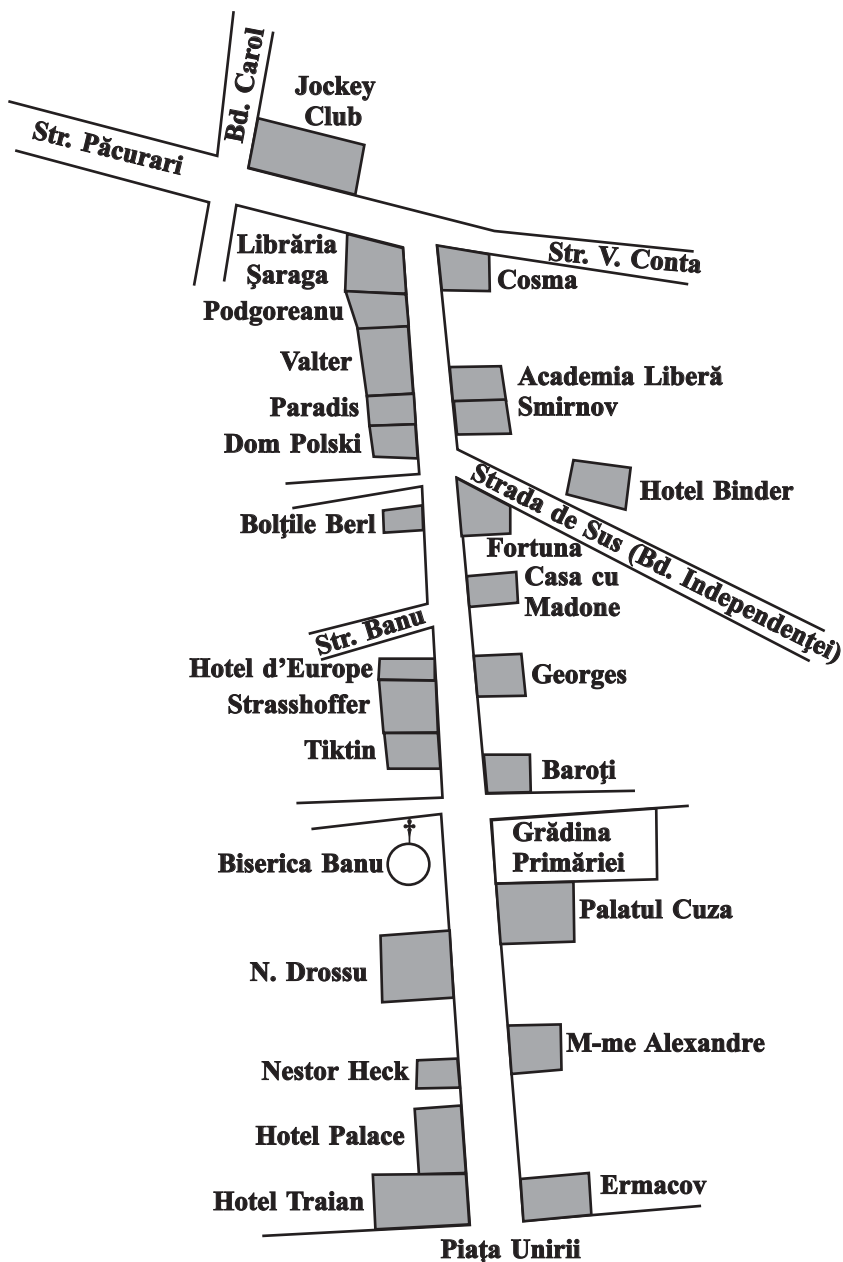 Bd. Carol
Jockey
Club
Str. Păcurari
Librăria
Şaraga
Str. V. Conta
Cosma
Podgoreanu
Valter
Academia Liberă
Paradis
Smirnov
Dom Polski
Strada de Sus (Bd. Independenţei)
Hotel Binder
Bolţile Berl
Fortuna
Casa cu
Madone
Str. Banu
Hotel d’Europe
Georges
Strasshoffer
Tiktin
Baroţi
Grădina
Primăriei
Biserica Banu
Palatul Cuza
N. Drossu
M-me Alexandre
Nestor Heck
Hotel Palace
Hotel Traian
Ermacov
Piaţa Unirii